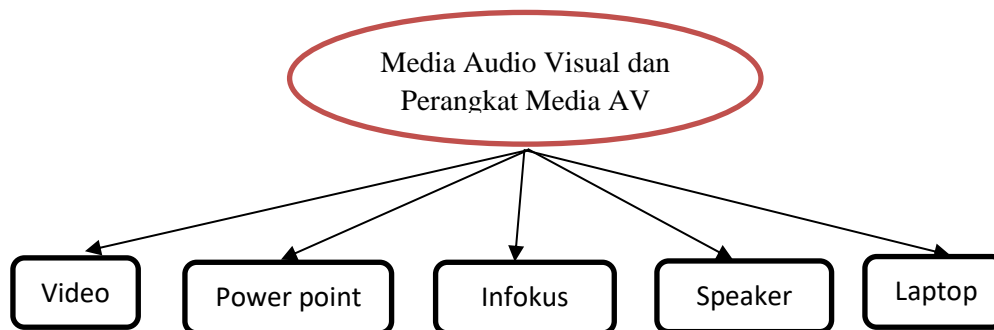 Media Audio Visual dan
Perangkat Media AV
Video
Power point
Infokus
Speaker
Laptop